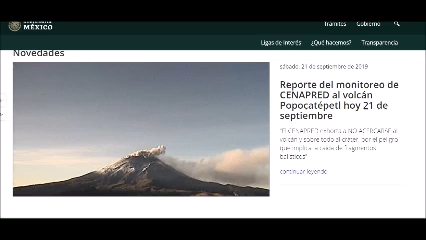 MÉXICO
Trámites Gobierno
Ligas de Interés ¿Qué hacemos? Transparencia
Novedades
sábado, 21 de septiembre de 2019
Reporte del monitoreo de
CENAPRED al volcán
Popocatépetl hoy 21 de
septiembre
"El CENAPRED exhorta a NO ACERCARSE al
volcán y sobre todo al cráter, por el peligro
que implica la caída de fragmentos
balísticos"
continuar leyendo